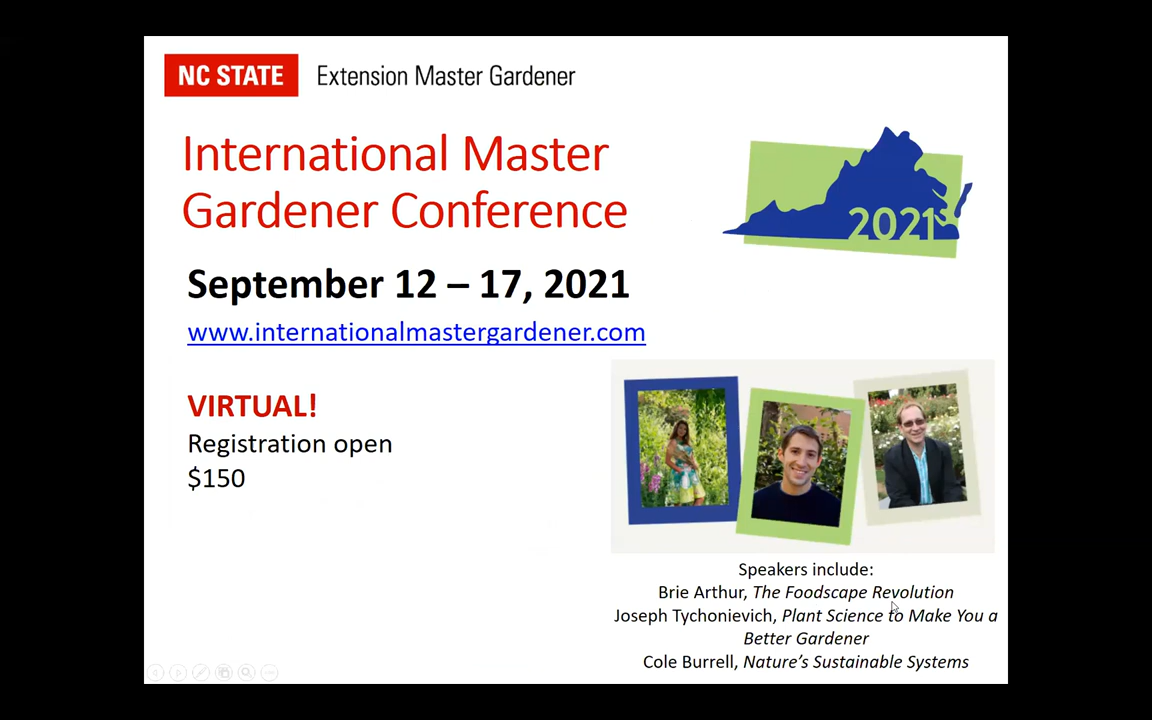 NC STATE Extension Master Gardener
International Master
Gardener Conference
2021
September 12 – 17, 2021
www.internationalmastergardener.com
VIRTUAL!
Registration open
$150
Speakers include:
Brie Arthur, The Foodscape Revolution
Joseph Tychonievich, Plant Science to Make You a
Better Gardener
Cole Burrell, Nature's Sustainable Systems